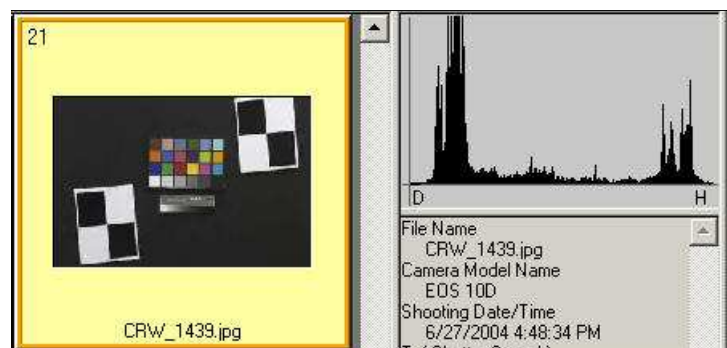 21
CRW_1439.jpg
D H
File Name
CRW_1439.jpg
Camera Model Name
EOS 10D
Shooting Date/Time
6/27/2004 4:48:34 PM